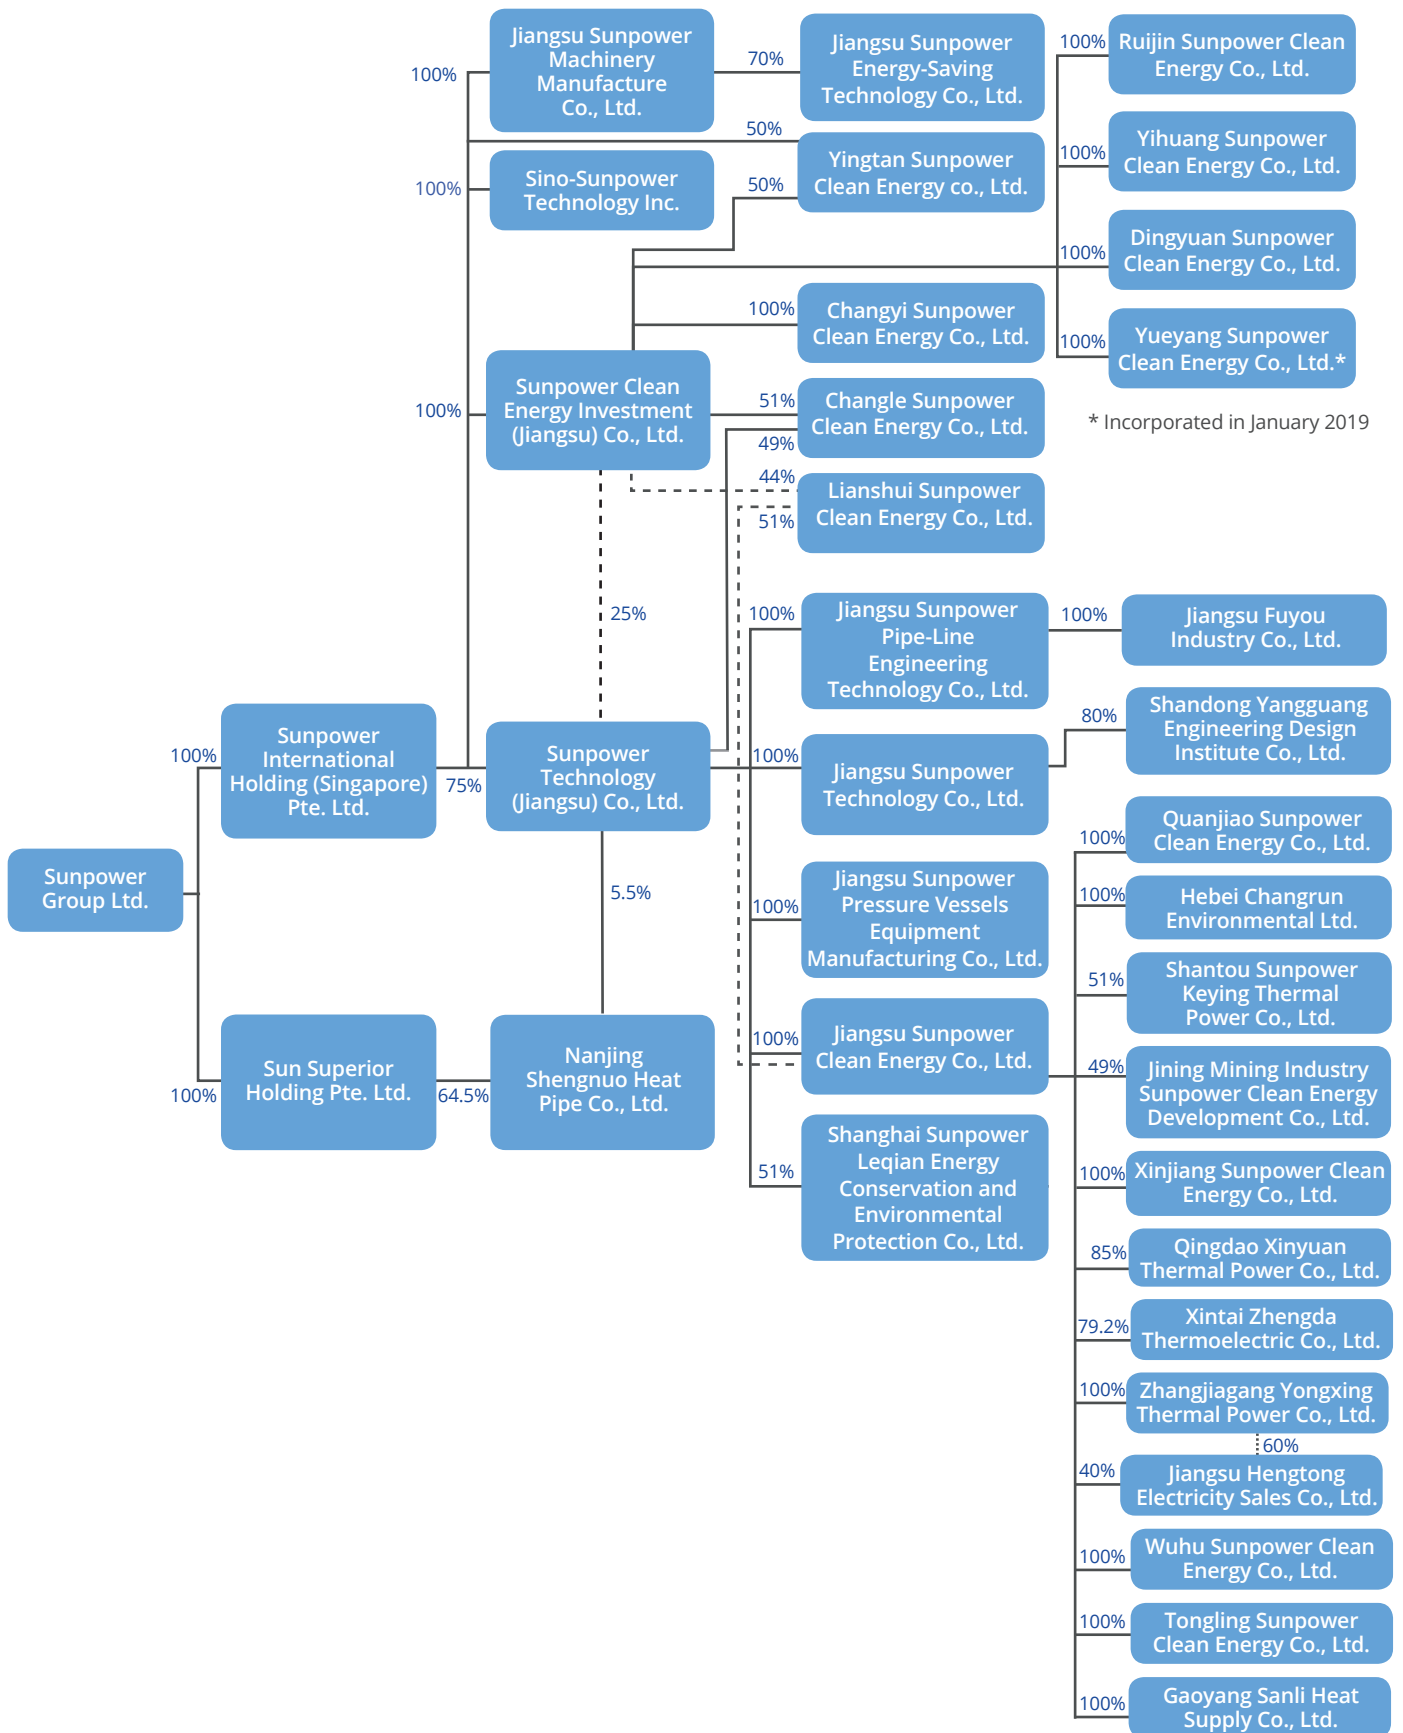 Sunpower
Group Ltd.
100%
Sunpower
International
Holding (Singapore)
Pte. Ltd.
100%
Sun Superior
Holding Pte. Ltd.
100%
Jiangsu Sunpower
Machinery
Manufacture
Co., Ltd.
100%
Sino-Sunpower
Technology Inc.
100%
Sunpower Clean
Energy Investment
(Jiangsu) Co., Ltd.
25%
75%
Sunpower
Technology
(Jiangsu) Co., Ltd.
5.5%
64.5%
Nanjing
Shengnuo Heat
Pipe Co., Ltd.
70%
Jiangsu Sunpower
Energy-Saving
Technology Co., Ltd.
50%
50%
Yingtan Sunpower
Clean Energy co., Ltd.
100%
Changyi Sunpower
Clean Energy Co., Ltd.
51%
49%
Changle Sunpower
Clean Energy Co., Ltd.
44%
51%
Lianshui Sunpower
Clean Energy Co., Ltd.
100%
Jiangsu Sunpower
Pipe-Line
Engineering
Technology Co., Ltd.
100%
Jiangsu Sunpower
Technology Co., Ltd.
100%
Jiangsu Sunpower
Pressure Vessels
Equipment
Manufacturing Co., Ltd.
100%
Jiangsu Sunpower
Clean Energy Co., Ltd.
51%
Shanghai Sunpower
Leqian Energy
Conservation and
Environmental
Protection Co., Ltd.
100%
Ruijin Sunpower Clean
Energy Co., Ltd.
100%
Yihuang Sunpower
Clean Energy Co., Ltd.
100%
Dingyuan Sunpower
Clean Energy Co., Ltd.
100%
Yueyang Sunpower
Clean Energy Co., Ltd.*
* Incorporated in January 2019
100%
Jiangsu Fuyou
Industry Co., Ltd.
80%
Shandong Yangguang
Engineering Design
Institute Co., Ltd.
100%
Quanjiao Sunpower
Clean Energy Co., Ltd.
100%
Hebei Changrun
Environmental Ltd.
51%
Shantou Sunpower
Keying Thermal
Power Co., Ltd.
49%
Jining Mining Industry
Sunpower Clean Energy
Development Co., Ltd.
100%
Xinjiang Sunpower Clean
Energy Co., Ltd.
85%
Qingdao Xinyuan
Thermal Power Co., Ltd.
79.2%
Xintai Zhengda
Thermoelectric Co., Ltd.
100%
Zhangjiagang Yongxing
Thermal Power Co., Ltd.
60%
40%
Jiangsu Hengtong
Electricity Sales Co., Ltd.
100%
Wuhu Sunpower Clean
Energy Co., Ltd.
100%
Tongling Sunpower
Clean Energy Co., Ltd.
100%
Gaoyang Sanli Heat
Supply Co., Ltd.